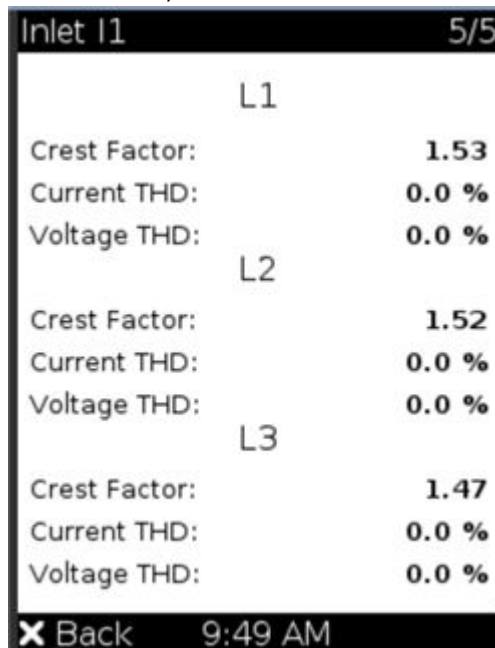 Inlet I1 5/5
L1
Crest Factor: 1.53
Current THD: 0.0 %
Voltage THD: 0.0 %
L2
Crest Factor: 1.52
Current THD: 0.0 %
Voltage THD: 0.0 %
L3
Crest Factor: 1.47
Current THD: 0.0 %
Voltage THD: 0.0 %
Back 9:49 AM